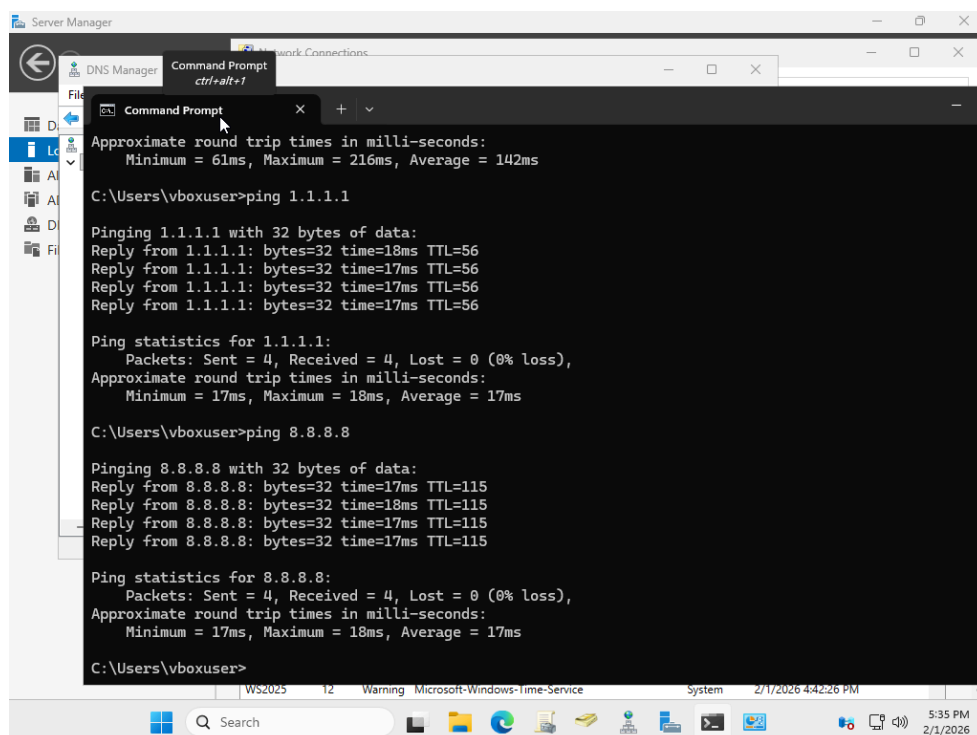 Server Manager
Network Connections
DNS Manager
Command Prompt
ctrl+alt+1
File
Command Prompt
D
Lo
Al
AI
D
Fil
Approximate round trip times in milli-seconds:
Minimum = 61ms, Maximum = 216ms, Average = 142ms
C:\Users\vboxuser>ping 1.1.1.1
Pinging 1.1.1.1 with 32 bytes of data:
Reply from 1.1.1.1: bytes=32 time=18ms TTL=56
Reply from 1.1.1.1: bytes=32 time=17ms TTL=56
Reply from 1.1.1.1: bytes=32 time=17ms TTL=56
Reply from 1.1.1.1: bytes=32 time=17ms TTL=56
Ping statistics for 1.1.1.1:
Packets: Sent = 4, Received = 4, Lost = 0 (0% loss),
Approximate round trip times in milli-seconds:
Minimum = 17ms, Maximum = 18ms, Average = 17ms
C:\Users\vboxuser>ping 8.8.8.8
Pinging 8.8.8.8 with 32 bytes of data:
Reply from 8.8.8.8: bytes=32 time=17ms TTL=115
Reply from 8.8.8.8: bytes=32 time=18ms TTL=115
Reply from 8.8.8.8: bytes=32 time=17ms TTL=115
Reply from 8.8.8.8: bytes=32 time=17ms TTL=115
Ping statistics for 8.8.8.8:
Packets: Sent = 4, Received = 4, Lost = 0 (0% loss),
Approximate round trip times in milli-seconds:
Minimum = 17ms, Maximum = 18ms, Average = 17ms
C:\Users\vboxuser>
WS2025 12 Warning Microsoft-Windows-Time-Service System 2/1/2026 4:42:26 PM
Search
5:35 PM
2/1/2026